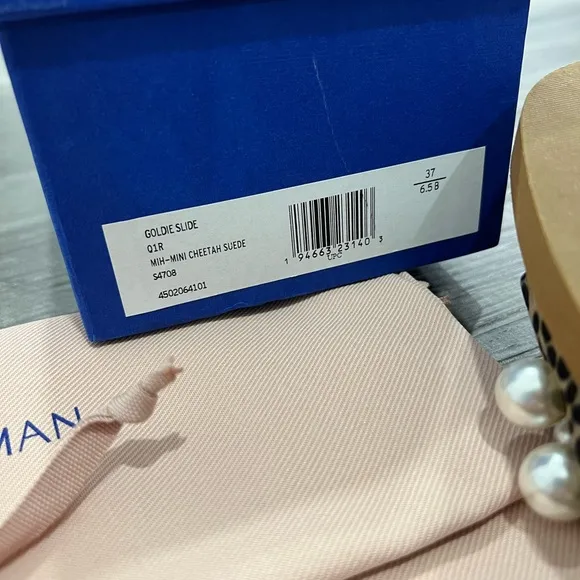 GOLDIE SLIDE
Q1R
MIH-MINI CHEETAH SUEDE
S4708
4502064101
1 94663 23140 3
UPC
37
6.5 B
MAN